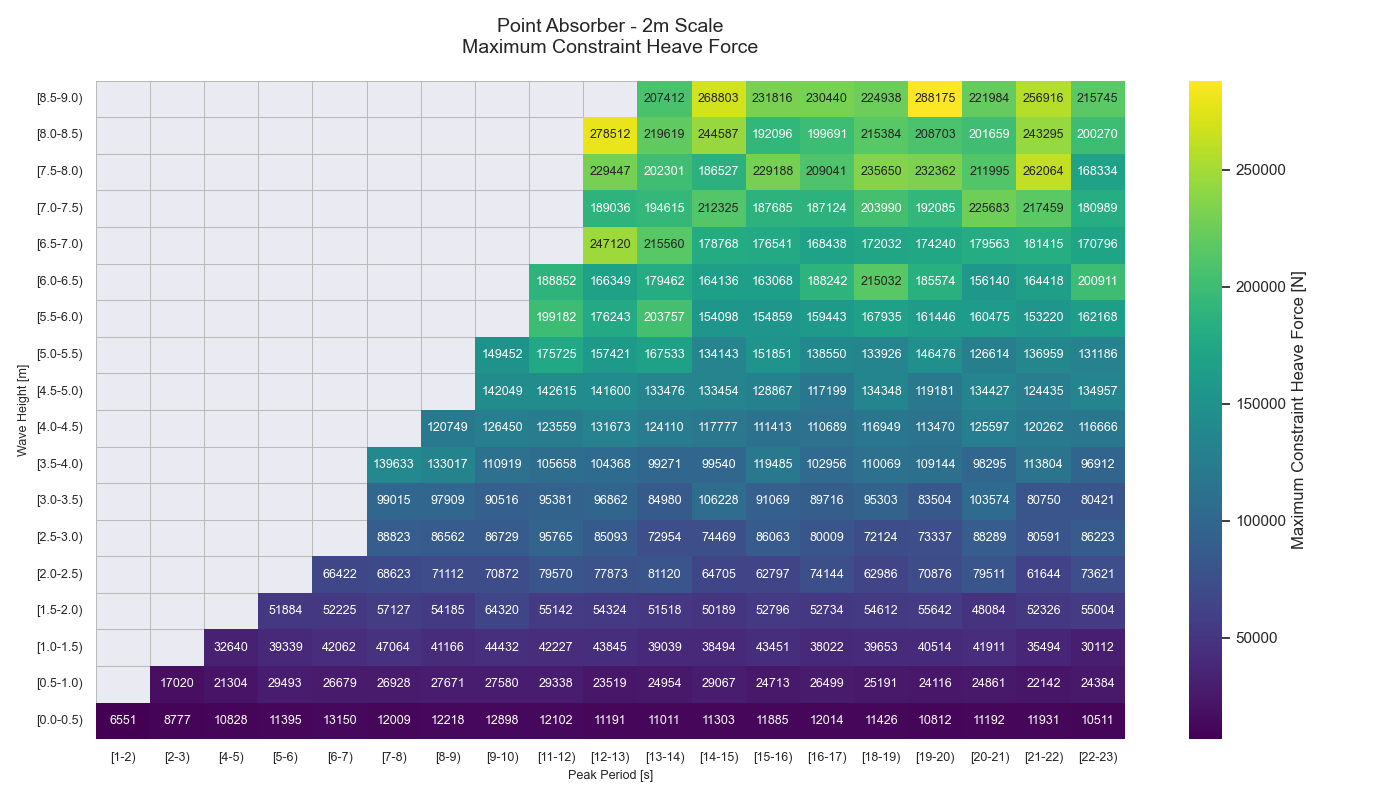 Point Absorber - 2m Scale
Maximum Constraint Heave Force
[8.5-9.0) 207412 268803 231816 230440 224938 288175 221984 256916 215745
[8.0-8.5) 278512 219619 244587 192096 199691 215384 208703 201659 243295 200270
[7.5-8.0) 229447 202301 186527 229188 209041 235650 232362 211995 262064 168334
[7.0-7.5) 189036 194615 212325 187685 187124 203990 192085 225683 217459 180989
[6.5-7.0) 247120 215560 178768 176541 168438 172032 174240 179563 181415 170796
[6.0-6.5) 188852 166349 179462 164136 163068 188242 215032 185574 156140 164418 200911
[5.5-6.0) 199182 176243 203757 154098 154859 159443 167935 161446 160475 153220 162168
[5.0-5.5) 149452 175725 157421 167533 134143 151851 138550 133926 146476 126614 136959 131186
[4.5-5.0) 142049 142615 141600 133476 133454 128867 117199 134348 119181 134427 124435 134957
[4.0-4.5) 120749 126450 123559 131673 124110 117777 111413 110689 116949 113470 125597 120262 116666
[3.5-4.0) 139633 133017 110919 105658 104368 99271 99540 119485 102956 110069 109144 98295 113804 96912
[3.0-3.5) 99015 97909 90516 95381 96862 84980 106228 91069 89716 95303 83504 103574 80750 80421
[2.5-3.0) 88823 86562 86729 95765 85093 72954 74469 86063 80009 72124 73337 88289 80591 86223
[2.0-2.5) 66422 68623 71112 70872 79570 77873 81120 64705 62797 74144 62986 70876 79511 61644 73621
[1.5-2.0) 51884 52225 57127 54185 64320 55142 54324 51518 50189 52796 52734 54612 55642 48084 52326 55004
[1.0-1.5) 32640 39339 42062 47064 41166 44432 42227 43845 39039 38494 43451 38022 39653 40514 41911 35494 30112
[0.5-1.0) 17020 21304 29493 26679 26928 27671 27580 29338 23519 24954 29067 24713 26499 25191 24116 24861 22142 24384
[0.0-0.5) 6551 8777 10828 11395 13150 12009 12218 12898 12102 11191 11011 11303 11885 12014 11426 10812 11192 11931 10511
[1-2) [2-3) [4-5) [5-6) [6-7) [7-8) [8-9) [9-10) [11-12) [12-13) [13-14) [14-15) [15-16) [16-17) [18-19) [19-20) [20-21) [21-22) [22-23)
Peak Period [s]
Wave Height [m]
250000
200000
150000
100000
50000
Maximum Constraint Heave Force [N]